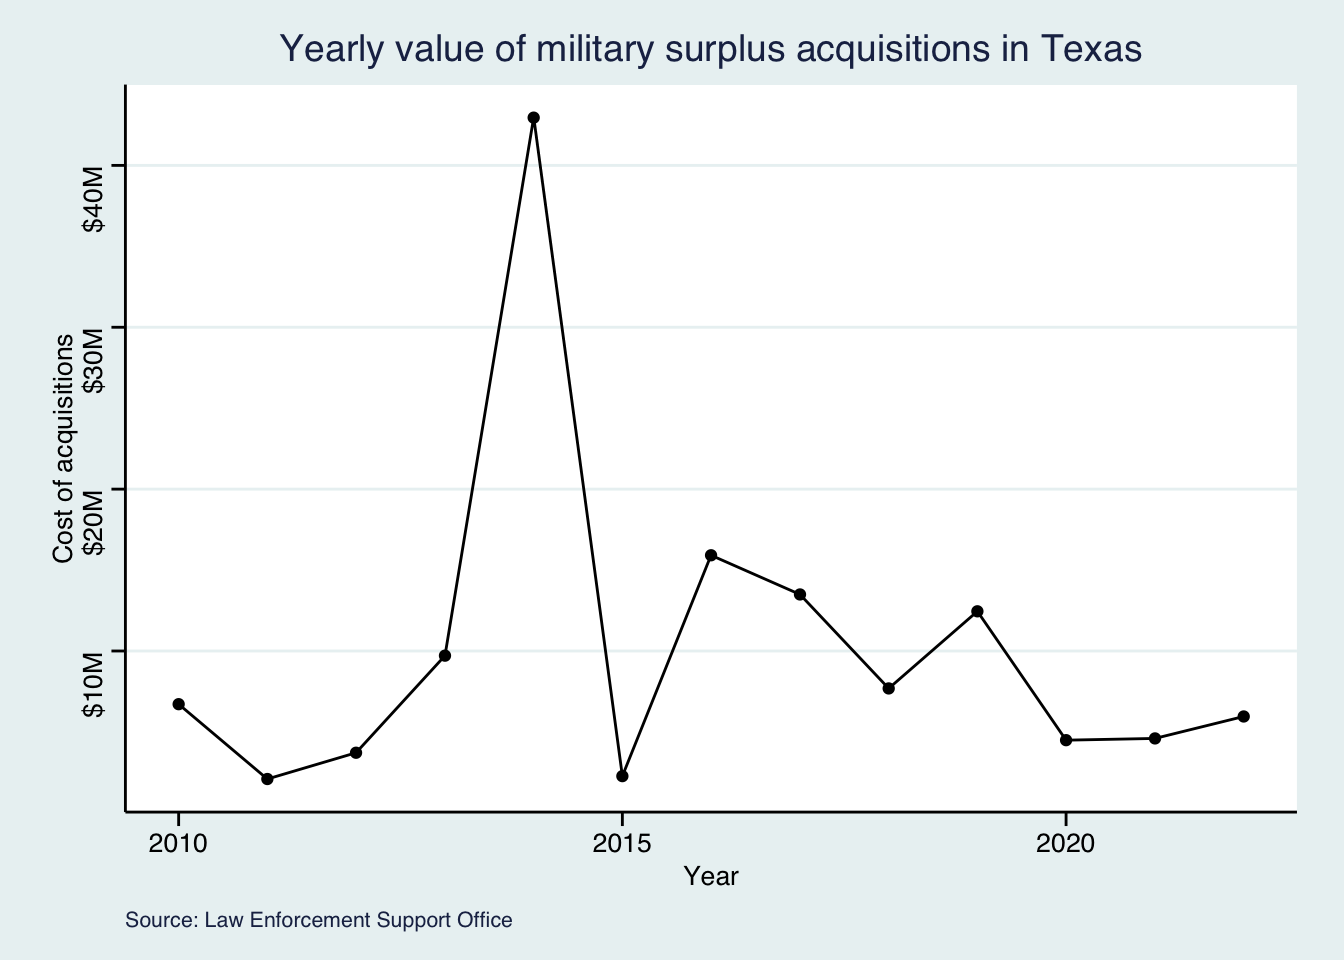 Yearly value of military surplus acquisitions in Texas
Cost of acquisitions
$40M
$30M
$20M
$10M
2010 2015 2020
Year
Source: Law Enforcement Support Office